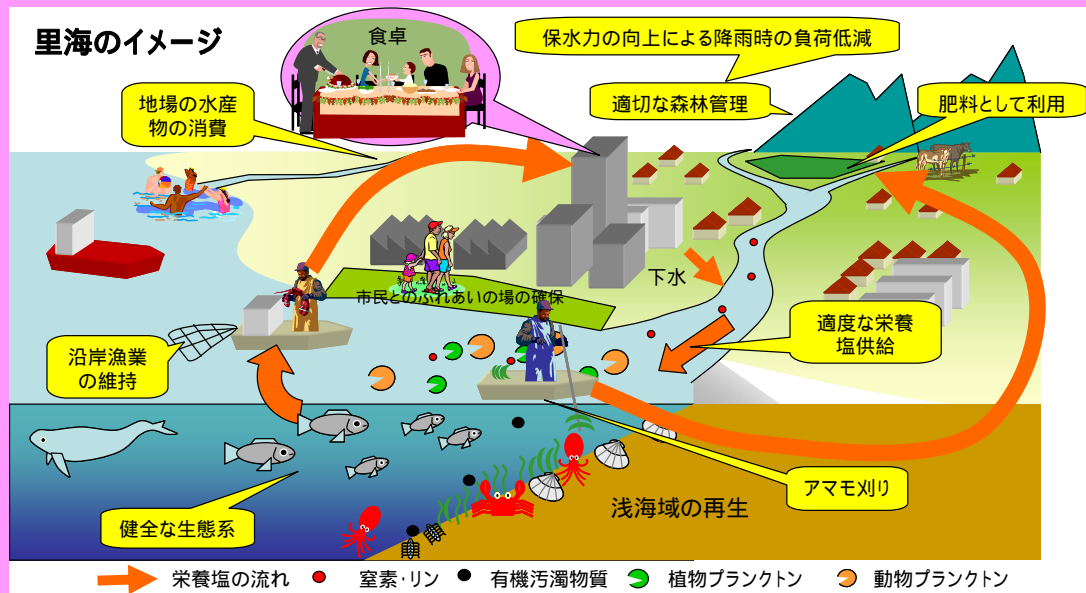 里海のイメージ
食卓
保水力の向上による降雨時の負荷低減
地場の水産
物の消費
適切な森林管理
肥料として利用
下水
市民とのふれあいの場の確保
適度な栄養
塩供給
沿岸漁業
の維持
アマモ刈り
浅海域の再生
健全な生態系
栄養塩の流れ
窒素・リン
有機汚濁物質
植物プランクトン
動物プランクトン